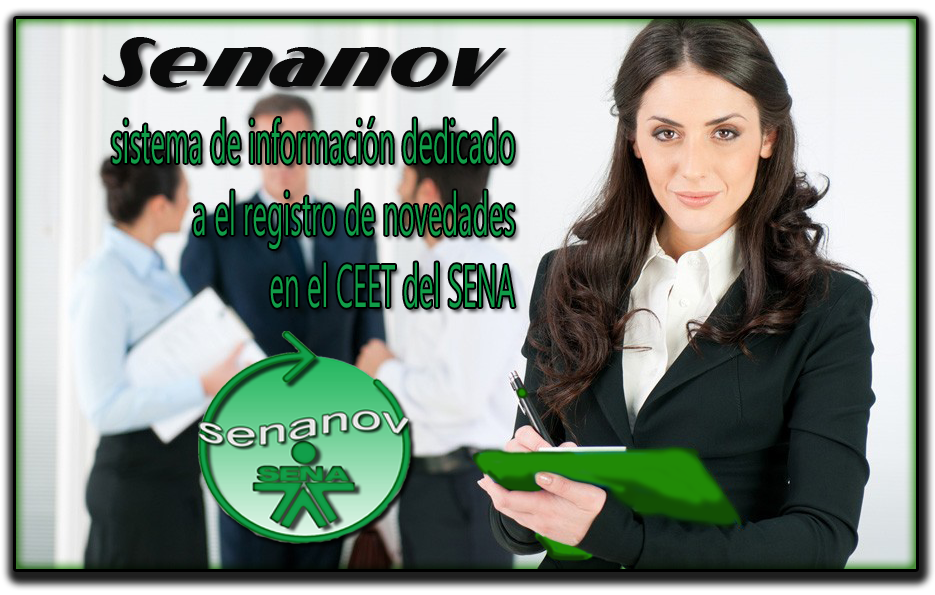 Senanov
sistema de información dedicado
a el registro de novedades
en el CEET del SENA
Senanov
SENA